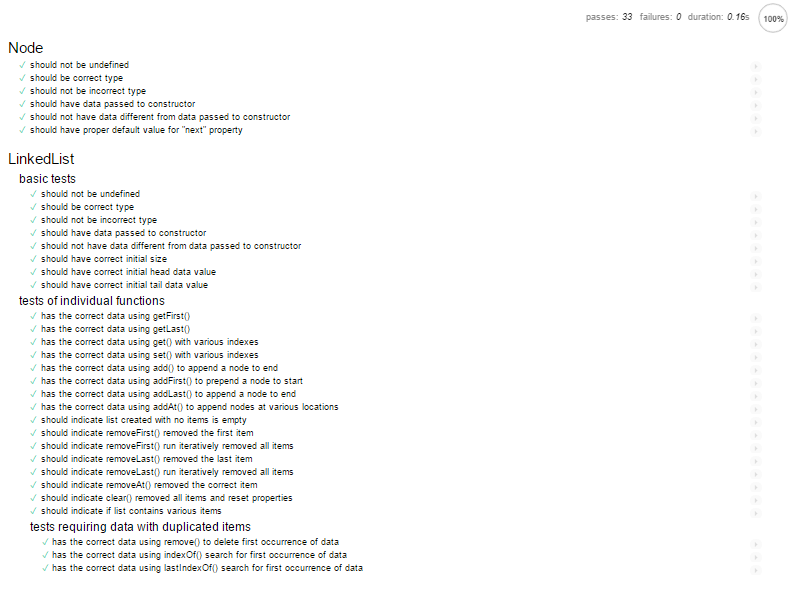 passes: 33 failures: 0 duration: 0.16s 100%
Node
✓ should not be undefined
✓ should be correct type
✓ should not be incorrect type
✓ should have data passed to constructor
✓ should not have data different from data passed to constructor
✓ should have proper default value for "next" property
LinkedList
basic tests
✓ should not be undefined
✓ should be correct type
✓ should not be incorrect type
✓ should have data passed to constructor
✓ should not have data different from data passed to constructor
✓ should have correct initial size
✓ should have correct initial head data value
✓ should have correct initial tail data value
tests of individual functions
✓ has the correct data using getFirst()
✓ has the correct data using getLast()
✓ has the correct data using get() with various indexes
✓ has the correct data using set() with various indexes
✓ has the correct data using add() to append a node to end
✓ has the correct data using addFirst() to prepend a node to start
✓ has the correct data using addLast() to append a node to end
✓ has the correct data using addAt() to append nodes at various locations
✓ should indicate list created with no items is empty
✓ should indicate removeFirst() removed the first item
✓ should indicate removeFirst() run iteratively removed all items
✓ should indicate removeLast() removed the last item
✓ should indicate removeLast() run iteratively removed all items
✓ should indicate removeAt() removed the correct item
✓ should indicate clear() removed all items and reset properties
✓ should indicate if list contains various items
tests requiring data with duplicated items
✓ has the correct data using remove() to delete first occurrence of data
✓ has the correct data using indexOf() search for first occurrence of data
✓ has the correct data using lastIndexOf() search for first occurrence of data